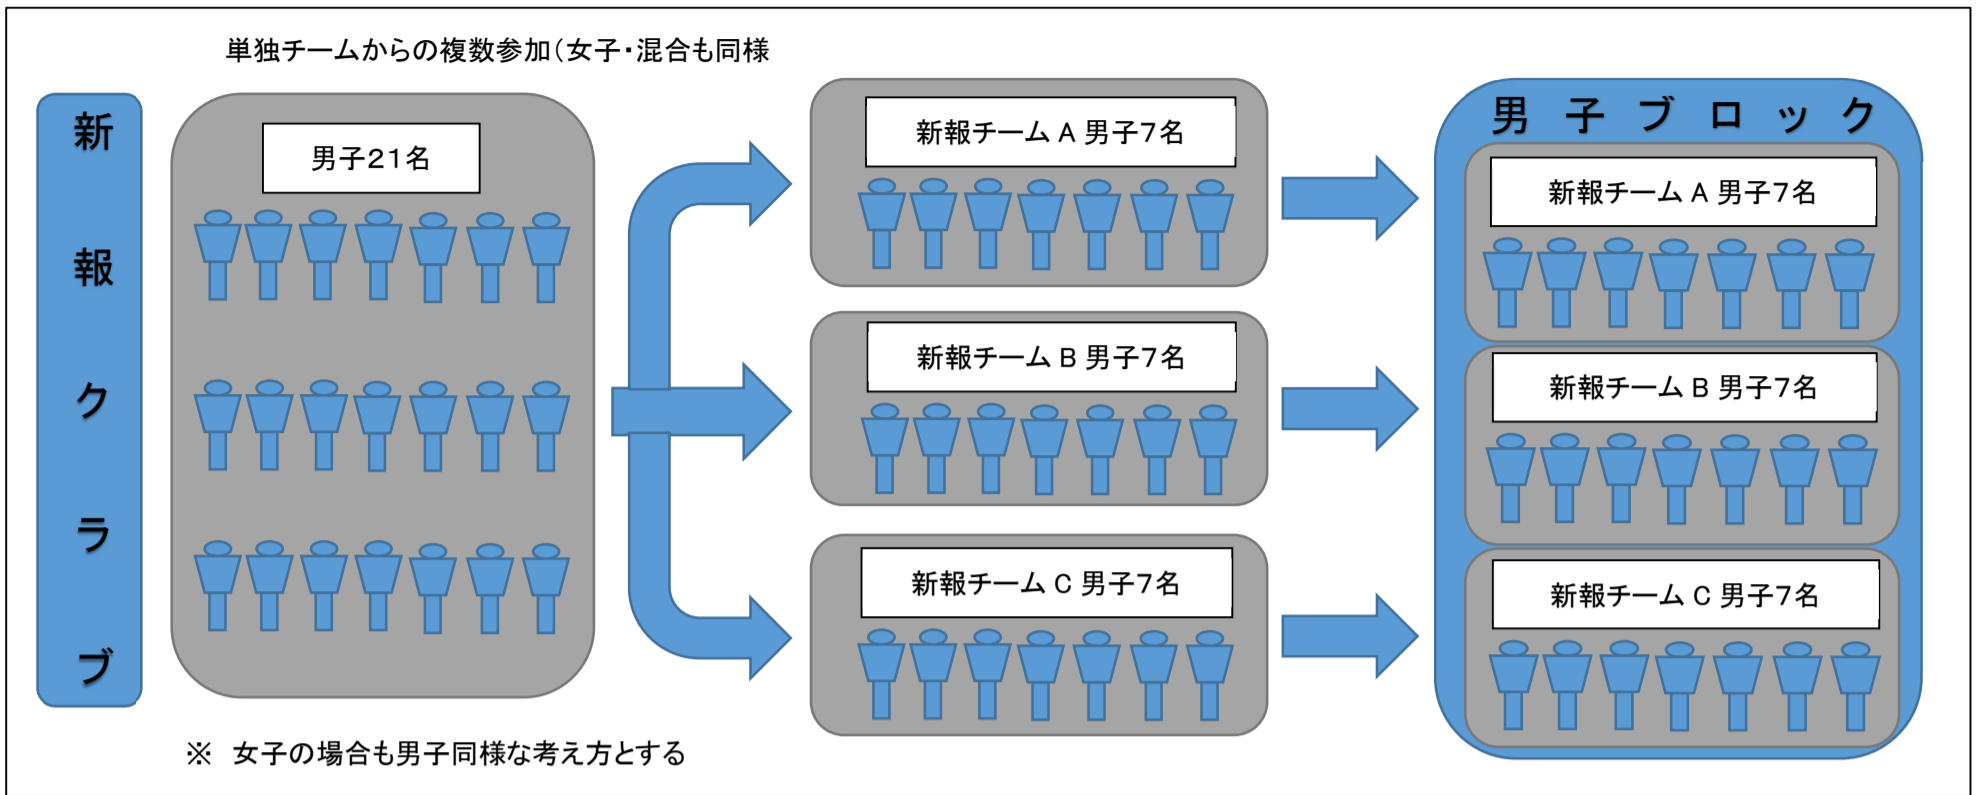 単独チームからの複数参加（女子・混合も同様
新報クラブ
男子２１名
新報チーム A 男子７名
新報チーム B 男子７名
新報チーム C 男子７名
男子ブロック
新報チーム A 男子７名
新報チーム B 男子７名
新報チーム C 男子７名
※　女子の場合も男子同様な考え方とする